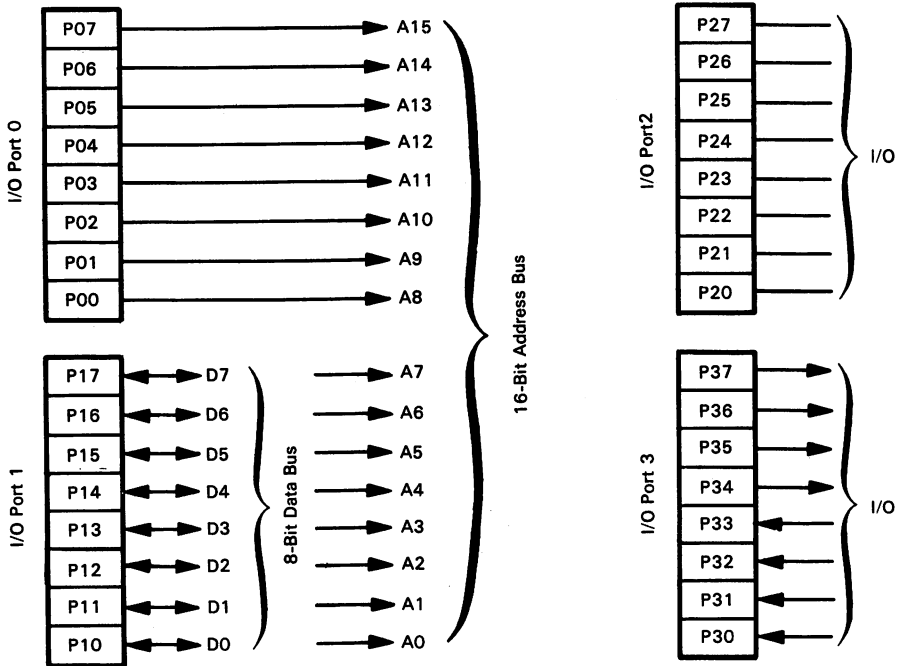 I/O Port 0
P07
A15
P06
A14
P05
A13
P04
A12
P03
A11
P02
A10
P01
A9
P00
A8
16-Bit Address Bus
I/O Port 1
P17
D7
A7
P16
D6
A6
P15
D5
A5
P14
D4
A4
P13
D3
A3
P12
D2
A2
P11
D1
A1
P10
D0
A0
8-Bit Data Bus
I/O Port2
P27
P26
P25
P24
P23
P22
P21
P20
I/O
I/O Port 3
P37
P36
P35
P34
P33
P32
P31
P30
I/O